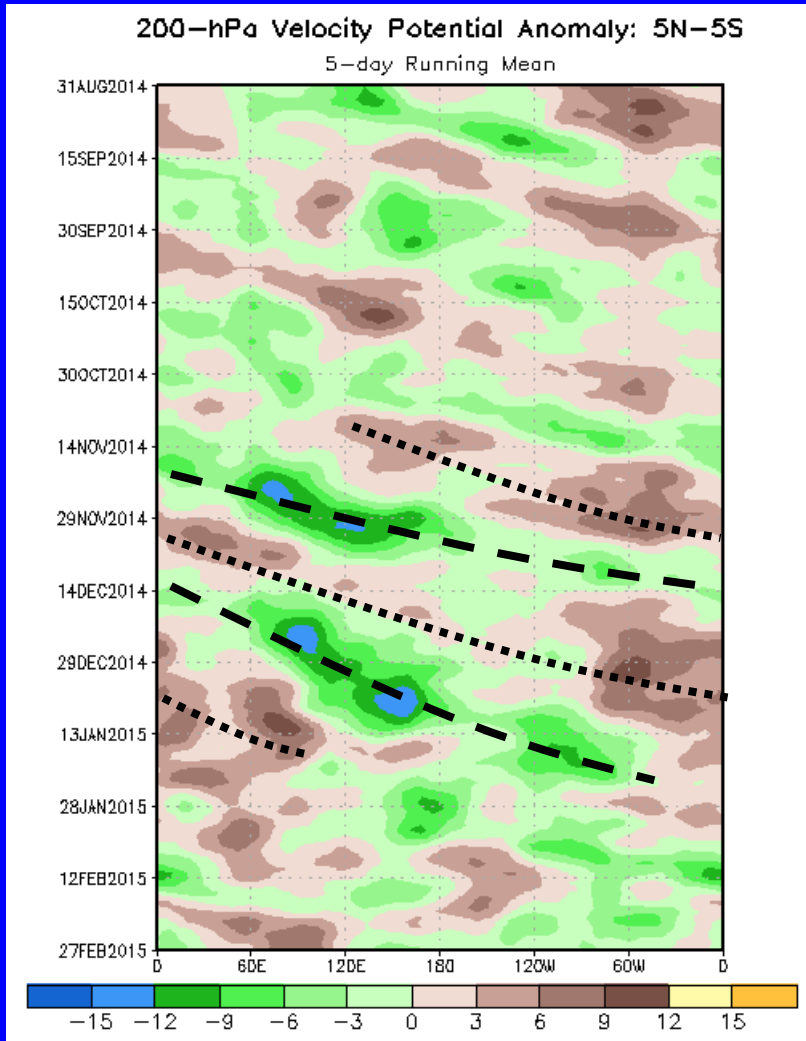 200-hPa Velocity Potential Anomaly: 5N-5S
5-day Running Mean
31AUG2014
15SEP2014
30SEP2014
15OCT2014
30OCT2014
14NOV2014
29NOV2014
14DEC2014
29DEC2014
13JAN2015
28JAN2015
12FEB2015
27FEB2015
0 60E 120E 180 120W 60W 0
-15 -12 -9 -6 -3 0 3 6 9 12 15